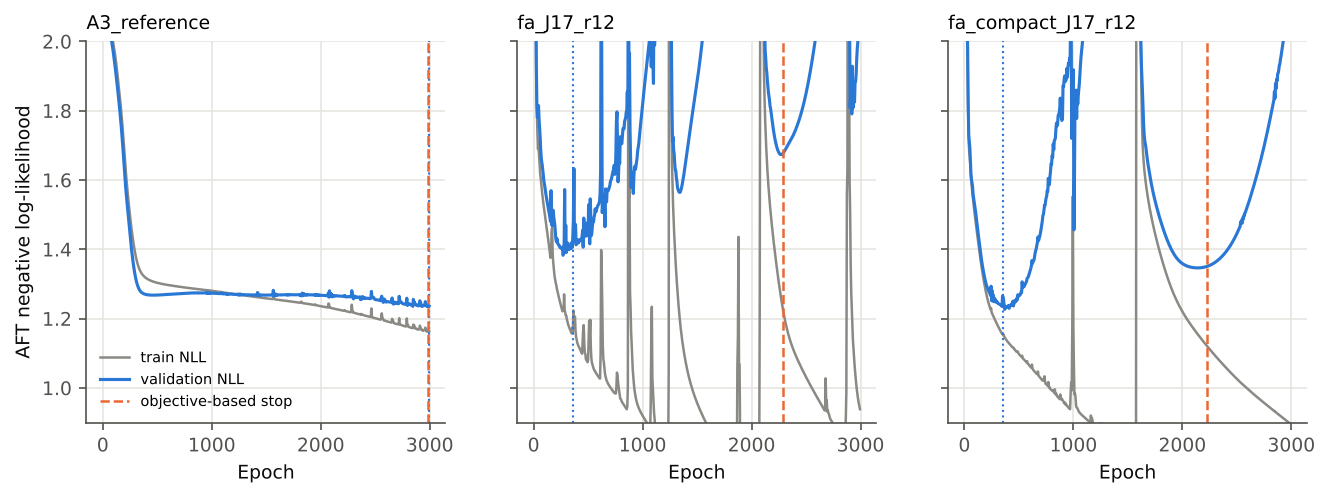 A3_reference
fa_J17_r12
fa_compact_J17_r12
AFT negative log-likelihood
2.0
1.8
1.6
1.4
1.2
1.0
train NLL
validation NLL
objective-based stop
0 1000 2000 3000
0 1000 2000 3000
0 1000 2000 3000
Epoch
Epoch
Epoch